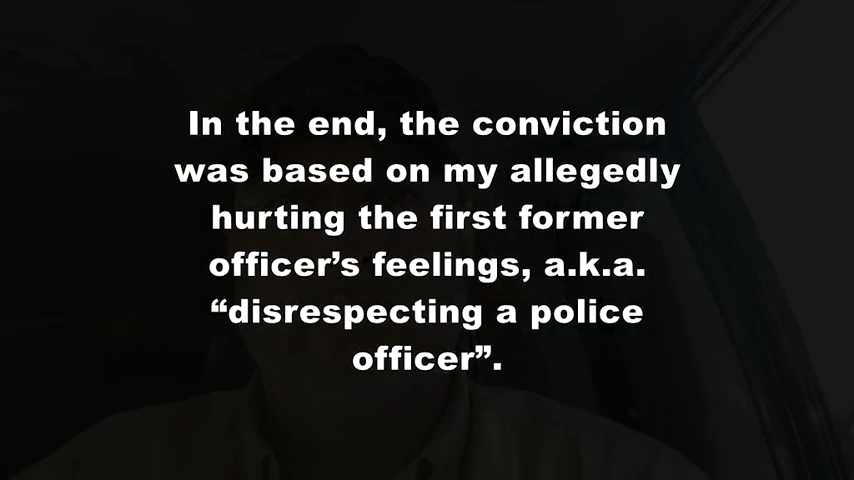 In the end, the conviction
was based on my allegedly
hurting the first former
officer’s feelings, a.k.a.
“disrespecting a police
officer”.